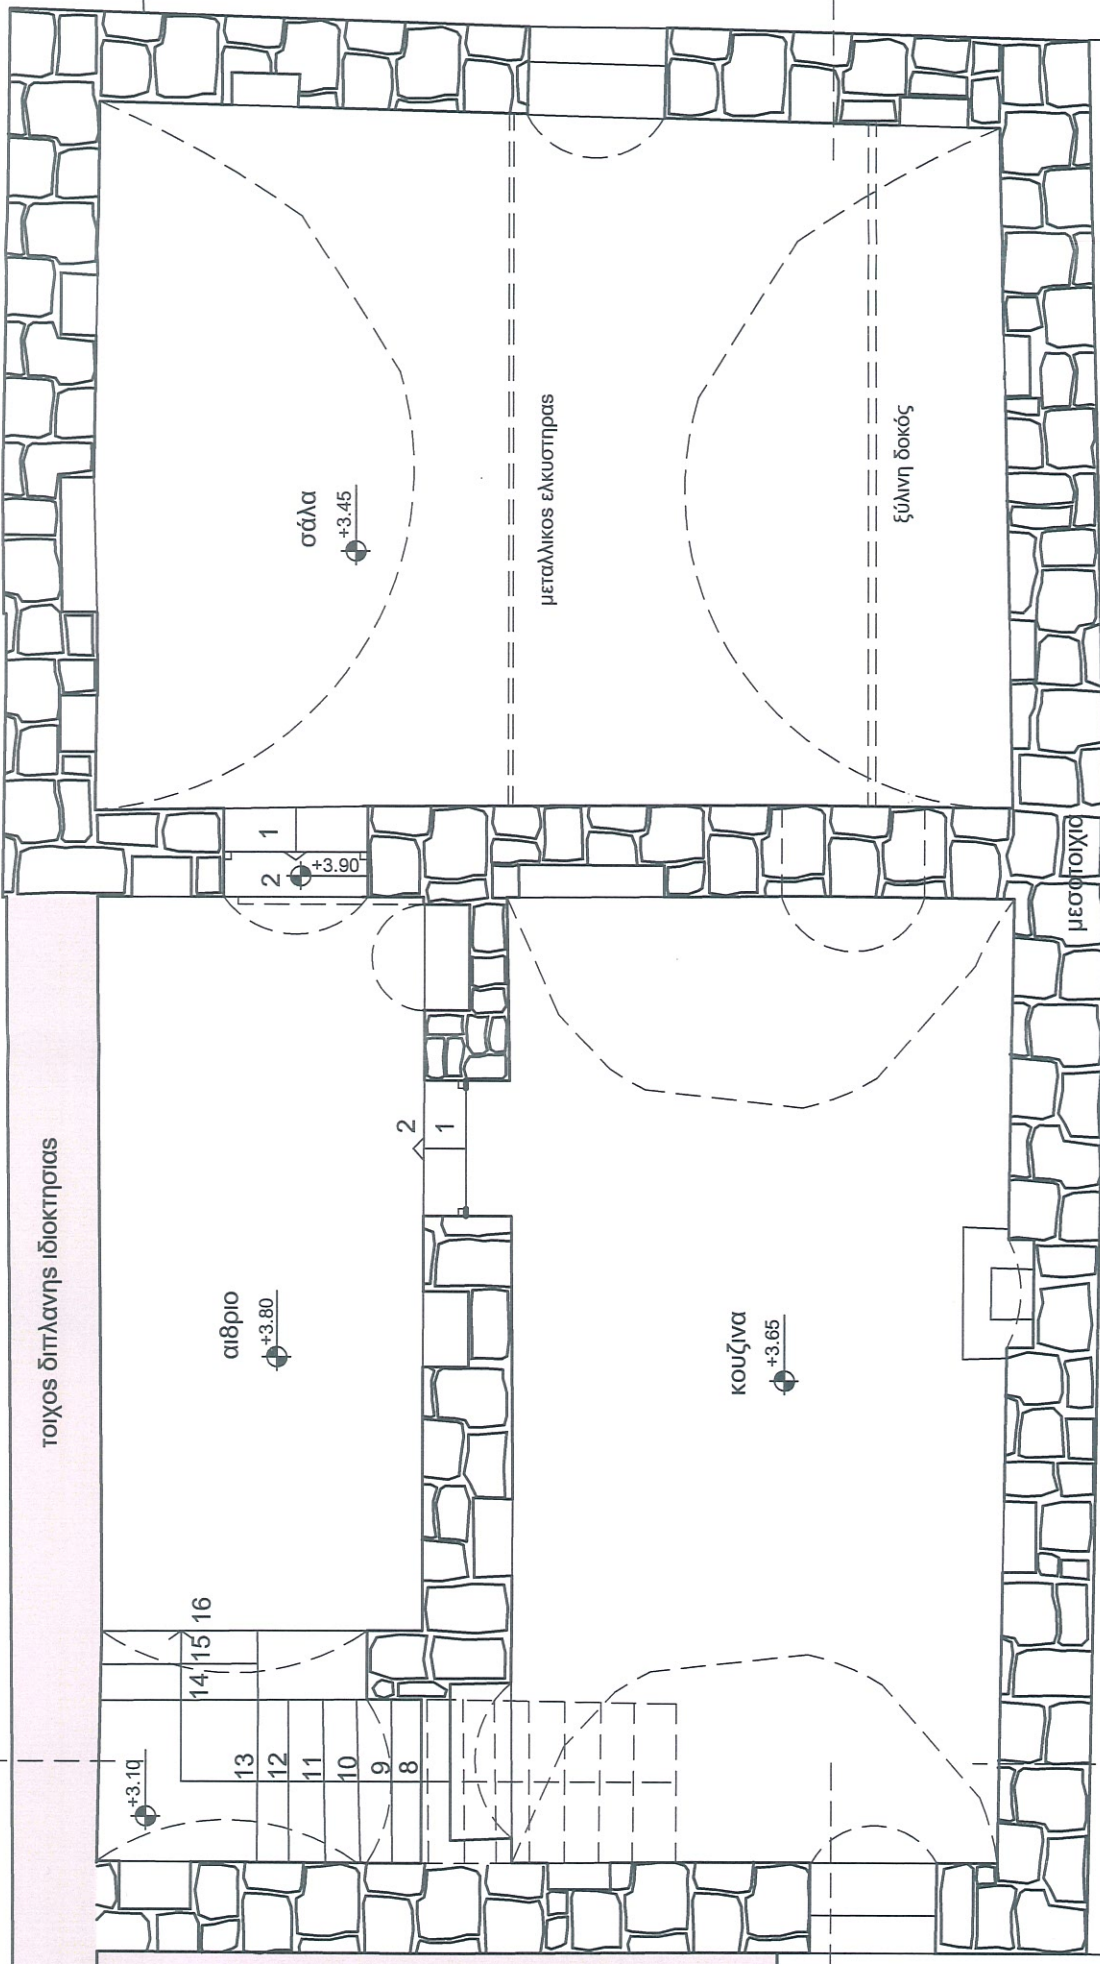 τοιχος διπλανης ιδιοκτησιας
αιθριο
+3.80
σάλα
+3.45
μεταλλικος ελκυστηρας
ξύλινη δοκός
κουζινα
+3.65
μεσοτοιχια
1
2
+3.90
2
1
+3.10
16
15
14
13
12
11
10
9
8